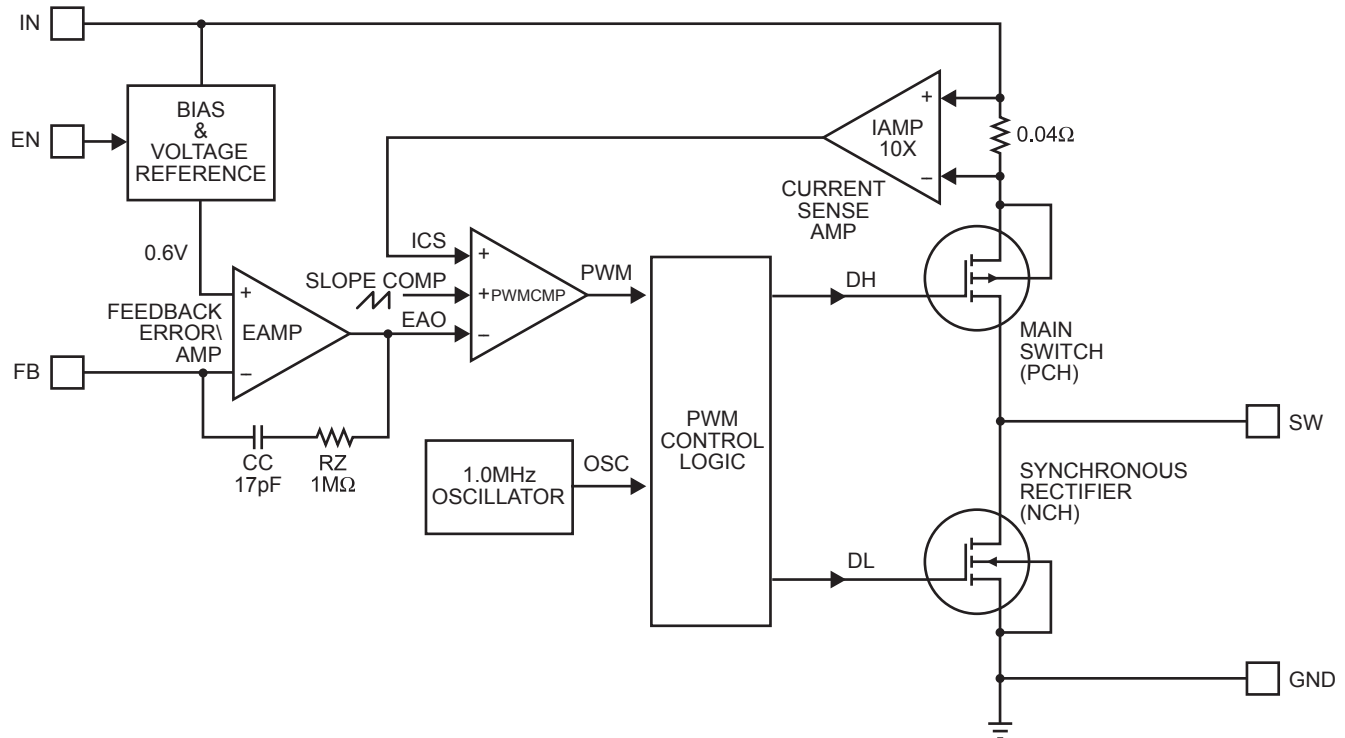 IN
BIAS
&
VOLTAGE
REFERENCE
EN
+
IAMP
10X
–
0.04Ω
CURRENT
SENSE
AMP
0.6V
ICS
+
SLOPE COMP
+PWMCMP
EAO
–
PWM
DH
FEEDBACK
ERROR\
AMP
+
EAMP
–
FB
MAIN
SWITCH
(PCH)
PWM
CONTROL
LOGIC
SW
CC
17pF
RZ
1MΩ
1.0MHz
OSCILLATOR
OSC
SYNCHRONOUS
RECTIFIER
(NCH)
DL
GND